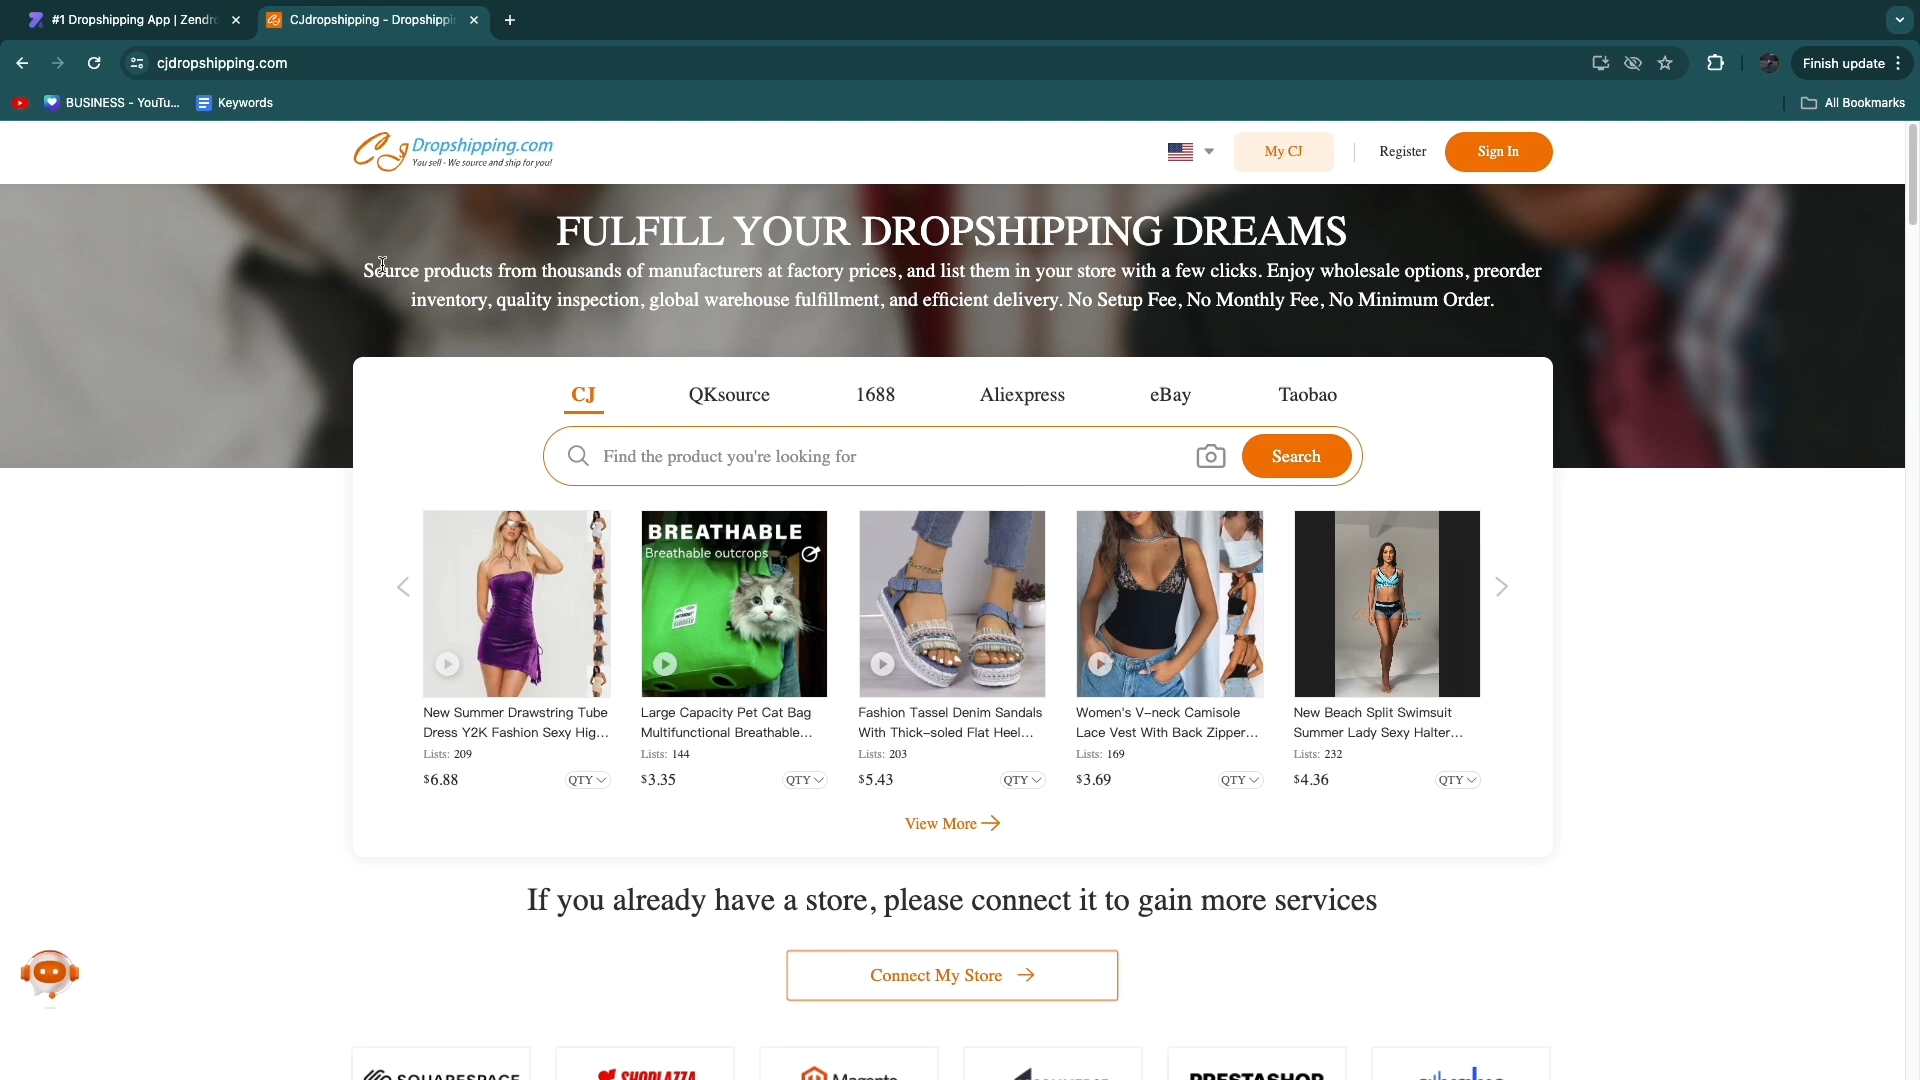 #1 Dropshipping App | Zendro
CJdropshipping - Dropshippin
cjdropshipping.com
Finish update
BUSINESS - YouTu...
Keywords
All Bookmarks
CJ Dropshipping.com
You sell - We source and ship for you!
My CJ
Register
Sign In
FULFILL YOUR DROPSHIPPING DREAMS
Source products from thousands of manufacturers at factory prices, and list them in your store with a few clicks. Enjoy wholesale options, preorder
inventory, quality inspection, global warehouse fulfillment, and efficient delivery. No Setup Fee, No Monthly Fee, No Minimum Order.
CJ
QKsource
1688
Aliexpress
eBay
Taobao
Find the product you're looking for
Search
BREATHABLE
Breathable outcrops
New Summer Drawstring Tube
Dress Y2K Fashion Sexy Hig...
Lists: 209
$6.88
QTY
Large Capacity Pet Cat Bag
Multifunctional Breathable...
Lists: 144
$3.35
QTY
Fashion Tassel Denim Sandals
With Thick-soled Flat Heel...
Lists: 203
$5.43
QTY
Women's V-neck Camisole
Lace Vest With Back Zipper...
Lists: 169
$3.69
QTY
New Beach Split Swimsuit
Summer Lady Sexy Halter...
Lists: 232
$4.36
QTY
View More
If you already have a store, please connect it to gain more services
Connect My Store
SQUARESPACE
SHOPLAZZA
Magento
PRESTASHOP